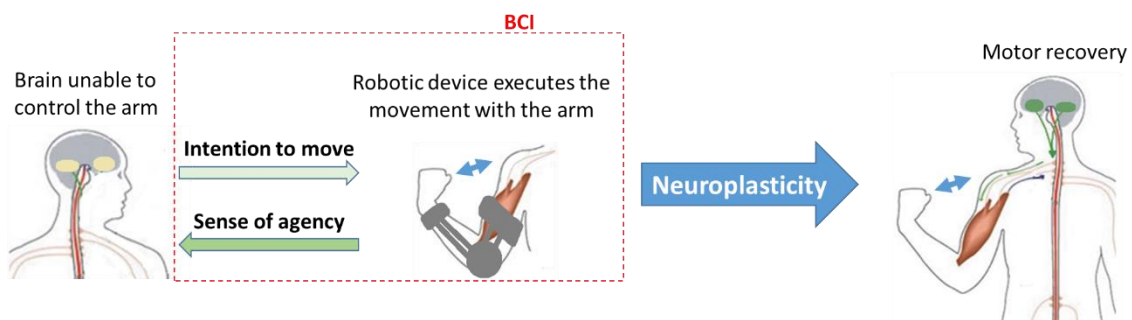 BCI
Brain unable to
control the arm
Intention to move
Sense of agency
Robotic device executes the
movement with the arm
Neuroplasticity
Motor recovery